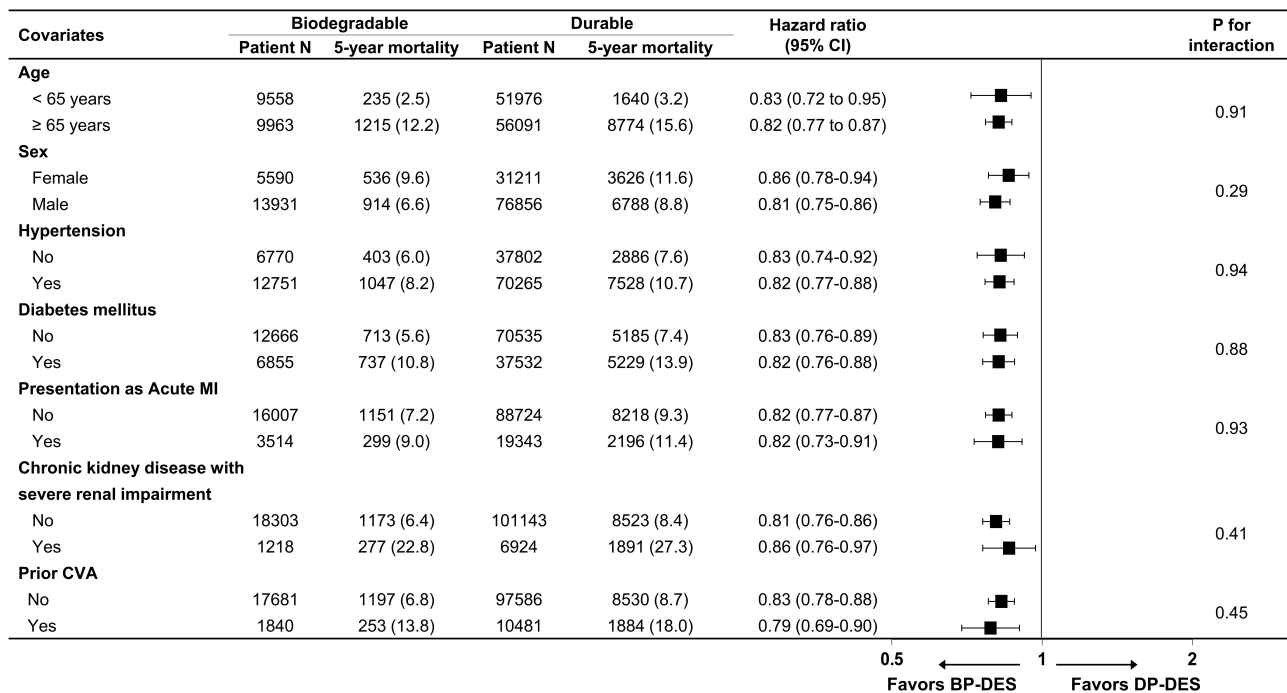 Covariates Biodegradable Durable Hazard ratio (95% CI) P for interaction
Patient N 5-year mortality Patient N 5-year mortality
Age
< 65 years 9558 235 (2.5) 51976 1640 (3.2) 0.83 (0.72 to 0.95)
0.91
≥ 65 years 9963 1215 (12.2) 56091 8774 (15.6) 0.82 (0.77 to 0.87)
Sex
Female 5590 536 (9.6) 31211 3626 (11.6) 0.86 (0.78-0.94)
0.29
Male 13931 914 (6.6) 76856 6788 (8.8) 0.81 (0.75-0.86)
Hypertension
No 6770 403 (6.0) 37802 2886 (7.6) 0.83 (0.74-0.92)
0.94
Yes 12751 1047 (8.2) 70265 7528 (10.7) 0.82 (0.77-0.88)
Diabetes mellitus
No 12666 713 (5.6) 70535 5185 (7.4) 0.83 (0.76-0.89)
0.88
Yes 6855 737 (10.8) 37532 5229 (13.9) 0.82 (0.76-0.88)
Presentation as Acute MI
No 16007 1151 (7.2) 88724 8218 (9.3) 0.82 (0.77-0.87)
0.93
Yes 3514 299 (9.0) 19343 2196 (11.4) 0.82 (0.73-0.91)
Chronic kidney disease with
severe renal impairment
No 18303 1173 (6.4) 101143 8523 (8.4) 0.81 (0.76-0.86)
0.41
Yes 1218 277 (22.8) 6924 1891 (27.3) 0.86 (0.76-0.97)
Prior CVA
No 17681 1197 (6.8) 97586 8530 (8.7) 0.83 (0.78-0.88)
0.45
Yes 1840 253 (13.8) 10481 1884 (18.0) 0.79 (0.69-0.90)
0.5 1 2
Favors BP-DES Favors DP-DES